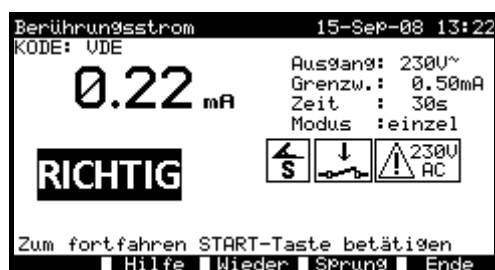 Berührungsstrom 15-Sep-08 13:22
KODE: VDE
0.22 mA
Ausgang: 230V~
Grenzw.: 0.50mA
Zeit : 30s
Modus :einzel
S
230V
AC
RICHTIG
Zum fortfahren START-Taste betätigen
Hilfe Wieder Sprung Ende